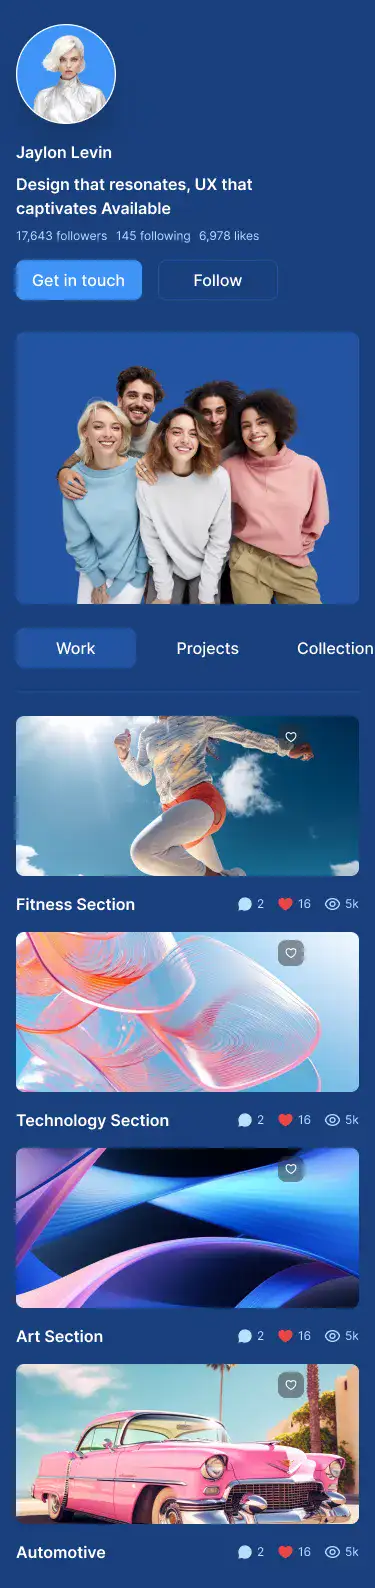 Jaylon Levin
Design that resonates, UX that
captivates Available
17,643 followers 145 following 6,978 likes
Get in touch Follow
Work Projects Collection
Fitness Section 2 16 5k
Technology Section 2 16 5k
Art Section 2 16 5k
Automotive 2 16 5k